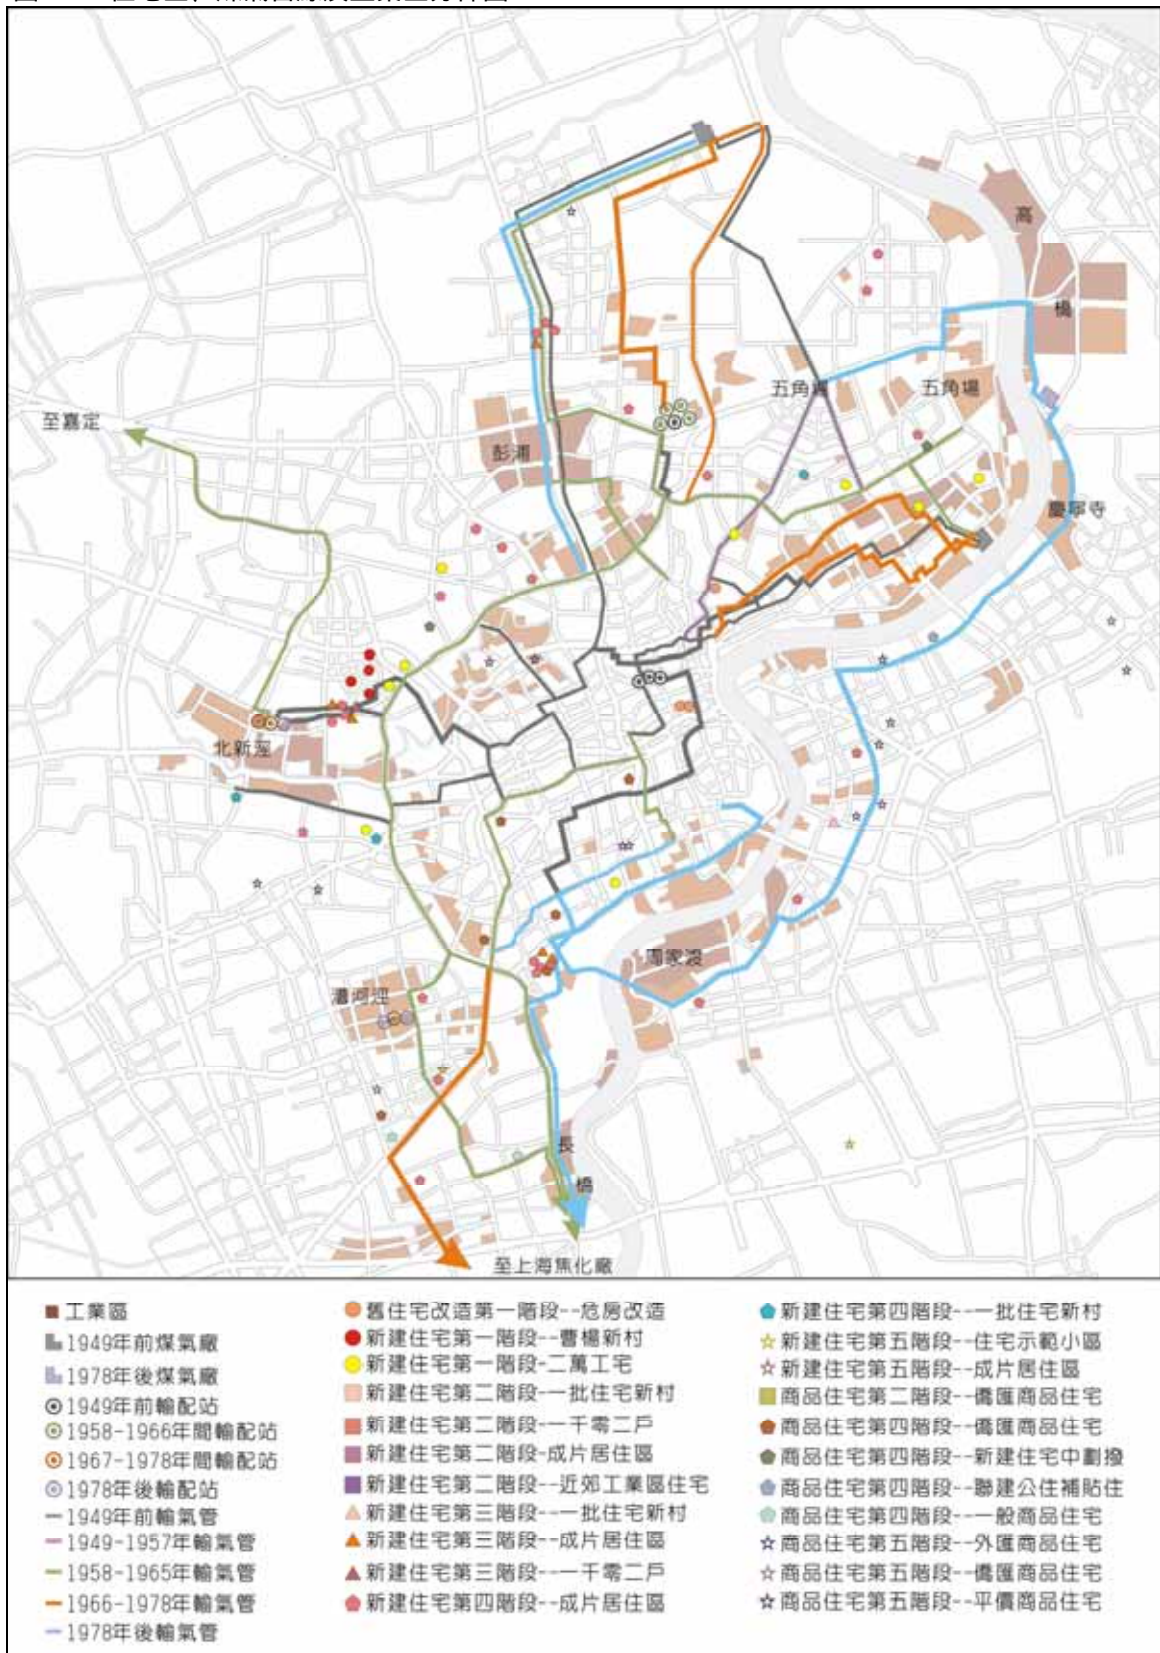 高
橋
五角場
五角場
至嘉定
彭浦
慶寧寺
北新涇
周家渡
漕河涇
長
橋
至上海焦化廠
工業區
1949年前煤氣廠
1978年後煤氣廠
1949年前輸配站
1958-1966年間輸配站
1967-1978年間輸配站
1978年後輸配站
1949年前輸氣管
1949-1957年輸氣管
1958-1965年輸氣管
1966-1978年輸氣管
1978年後輸氣管
舊住宅改造第一階段--危房改造
新建住宅第一階段--曹楊新村
新建住宅第一階段-二萬工宅
新建住宅第二階段-一批住宅新村
新建住宅第二階段--一千零二戶
新建住宅第二階段-成片居住區
新建住宅第二階段--近郊工業區住宅
新建住宅第三階段--一批住宅新村
新建住宅第三階段--成片居住區
新建住宅第三階段--一千零二戶
新建住宅第四階段--成片居住區
新建住宅第四階段--一批住宅新村
新建住宅第五階段--住宅示範小區
新建住宅第五階段--成片居住區
商品住宅第二階段--僑匯商品住宅
商品住宅第四階段--僑匯商品住宅
商品住宅第四階段--新建住宅中劃撥
商品住宅第四階段--聯建公住補貼住
商品住宅第四階段--一般商品住宅
商品住宅第五階段--外匯商品住宅
商品住宅第五階段--僑匯商品住宅
商品住宅第五階段--平價商品住宅